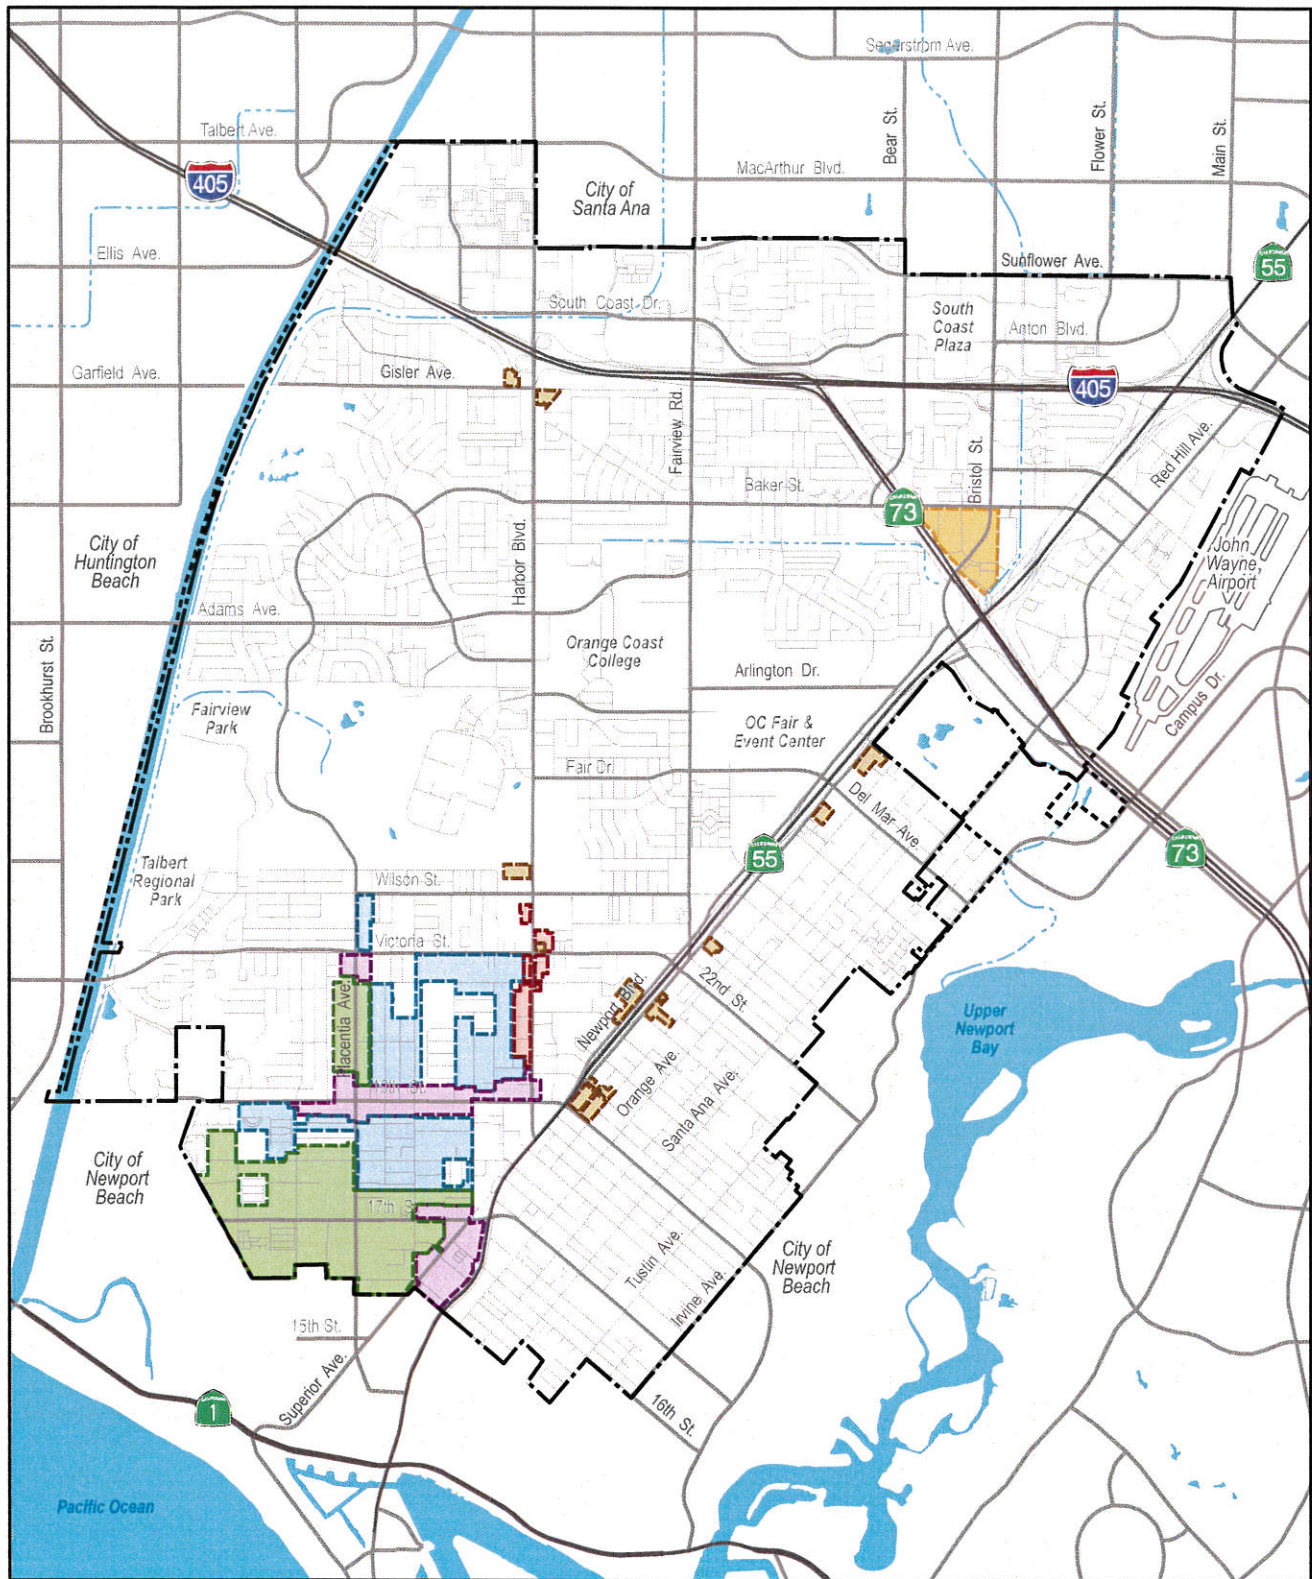 Segerstrom Ave.
Talbert Ave.
405
City of
Santa Ana
MacArthur Blvd.
Bear St.
Flower St.
Main St.
Ellis Ave.
Sunflower Ave.
55
South Coast Dr.
South
Coast
Plaza
Anton Blvd.
Garfield Ave.
Gisler Ave.
405
Fairview Rd.
Bristol St.
Red Hill Ave.
Baker St.
73
City of
Huntington
Beach
Harbor Blvd.
John
Wayne
Airport
Adams Ave.
Orange Coast
College
Arlington Dr.
Brookhurst St.
Fairview
Park
OC Fair &
Event Center
Campus Dr.
Fair Dr.
Del Mar Ave.
55
73
Talbert
Regional
Park
Wilson St.
Victoria St.
22nd St.
Newport Blvd.
Placentia Ave.
Upper
Newport
Bay
19th St.
Orange Ave.
Santa Ana Ave.
City of
Newport
Beach
17th S
Tustin Ave.
City of
Newport
Beach
Irvine Ave.
15th St.
Superior Ave.
16th St.
1
Pacific Ocean